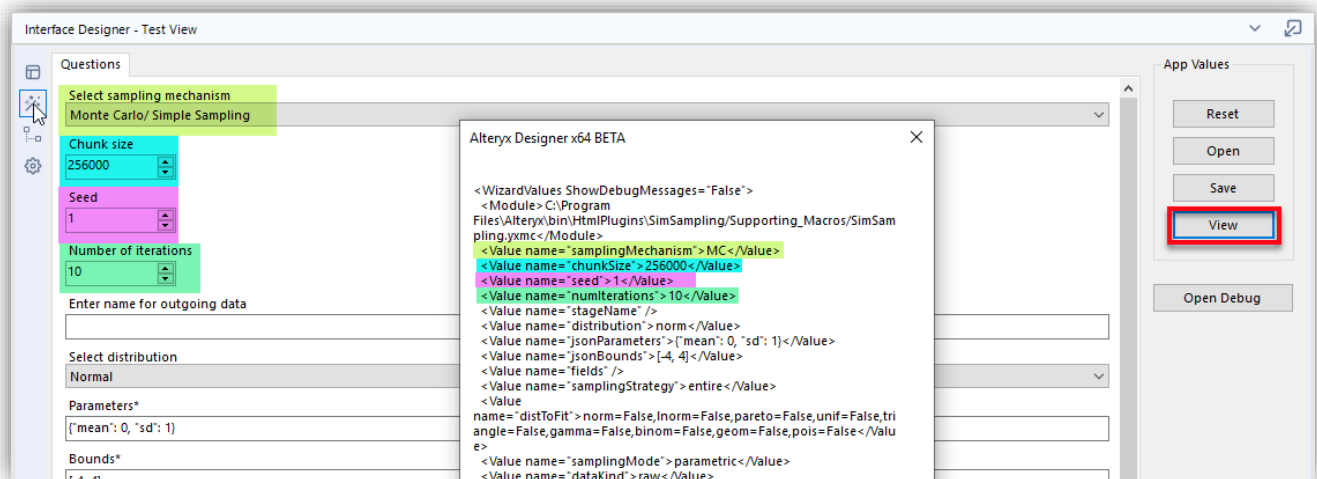 Interface Designer - Test View
Questions
Select sampling mechanism
Monte Carlo/ Simple Sampling
Chunk size
256000
Seed
1
Number of iterations
10
Enter name for outgoing data
Select distribution
Normal
Parameters*
{"mean": 0, "sd": 1}
Bounds*
Alteryx Designer x64 BETA
<WizardValues ShowDebugMessages="False">
<Module>C:\Program
Files\Alteryx\bin\HtmlPlugins\SimSampling/Supporting_Macros/SimSam
pling.yxmc</Module>
<Value name="samplingMechanism">MC</Value>
<Value name="chunkSize">256000</Value>
<Value name="seed">1</Value>
<Value name="numIterations">10</Value>
<Value name="stageName" />
<Value name="distribution">norm</Value>
<Value name="jsonParameters">{"mean": 0, "sd": 1}</Value>
<Value name="jsonBounds">[-4, 4]</Value>
<Value name="fields" />
<Value name="samplingStrategy">entire</Value>
<Value
name="distToFit">norm=False,lnorm=False,pareto=False,unif=False,tri
angle=False,gamma=False,binom=False,geom=False,pois=False</Valu
e>
<Value name="samplingMode">parametric</Value>
<Value name="dataKind">raw</Value>
App Values
Reset
Open
Save
View
Open Debug